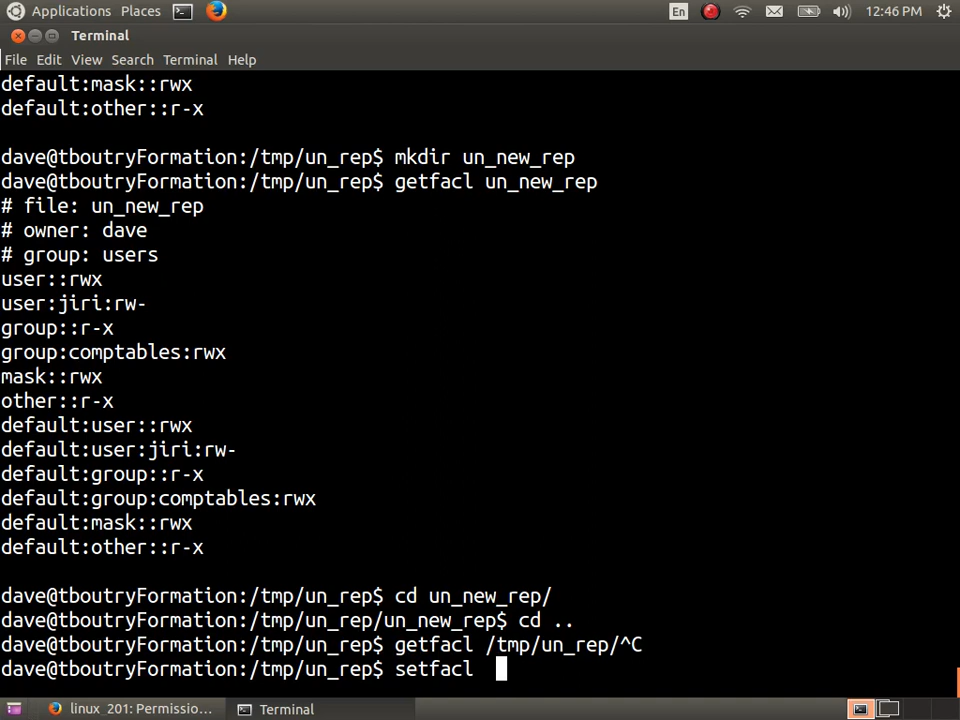 Applications Places En 12:46 PM
Terminal
File Edit View Search Terminal Help
default:mask::rwx
default:other::r-x
dave@tboutryFormation:/tmp/un_rep$ mkdir un_new_rep
dave@tboutryFormation:/tmp/un_rep$ getfacl un_new_rep
# file: un_new_rep
# owner: dave
# group: users
user::rwx
user:jiri:rw-
group::r-x
group:comptables:rwx
mask::rwx
other::r-x
default:user::rwx
default:user:jiri:rw-
default:group::r-x
default:group:comptables:rwx
default:mask::rwx
default:other::r-x
dave@tboutryFormation:/tmp/un_rep$ cd un_new_rep/
dave@tboutryFormation:/tmp/un_rep/un_new_rep$ cd ..
dave@tboutryFormation:/tmp/un_rep$ getfacl /tmp/un_rep/^C
dave@tboutryFormation:/tmp/un_rep$ setfacl
linux_201: Permissio... Terminal